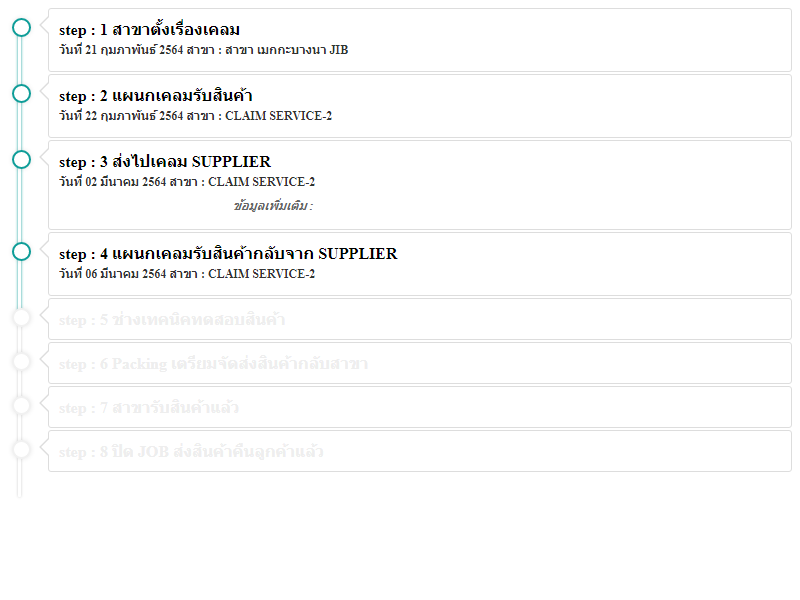 step : 1 สาขาตั้งเรื่องเคลม
วันที่ 21 กุมภาพันธ์ 2564 สาขา : สาขา เมกกะบางนา JIB
step : 2 แผนกเคลมรับสินค้า
วันที่ 22 กุมภาพันธ์ 2564 สาขา : CLAIM SERVICE-2
step : 3 ส่งไปเคลม SUPPLIER
วันที่ 02 มีนาคม 2564 สาขา : CLAIM SERVICE-2
ข้อมูลเพิ่มเติม :
step : 4 แผนกเคลมรับสินค้ากลับจาก SUPPLIER
วันที่ 06 มีนาคม 2564 สาขา : CLAIM SERVICE-2
step : 5 ช่างเทคนิคทดสอบสินค้า
step : 6 Packing เตรียมจัดส่งสินค้ากลับสาขา
step : 7 สาขารับสินค้าแล้ว
step : 8 ปิด JOB ส่งสินค้าคืนลูกค้าแล้ว